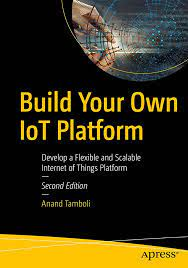 Build Your Own
IoT Platform
Develop a Flexible and Scalable
Internet of Things Platform
Second Edition
Anand Tamboli
Apress®